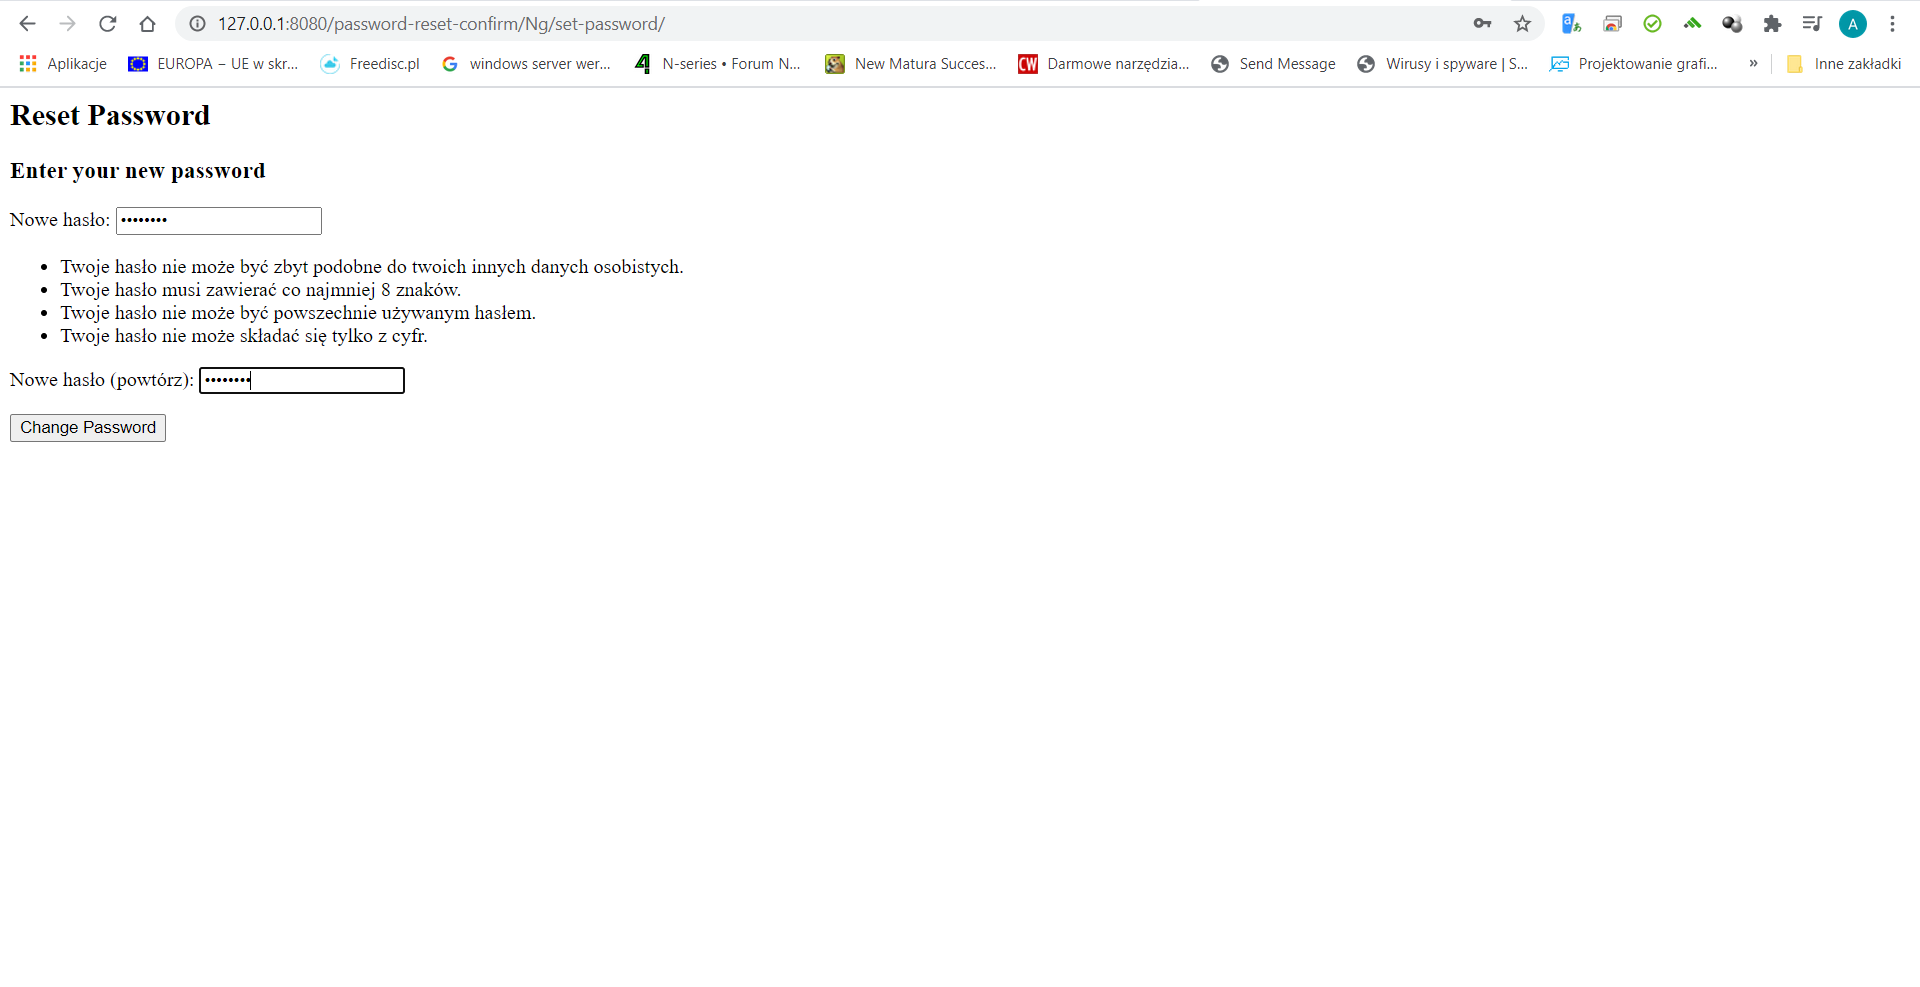 127.0.0.1:8080/password-reset-confirm/Ng/set-password/
A
Aplikacje EUROPA – UE w skr... Freedisc.pl windows server wer... N-series • Forum N... New Matura Succes... CW Darmowe narzędzia... Send Message Wirusy i spyware | S... Projektowanie grafi... » Inne zakładki
Reset Password
Enter your new password
Nowe hasło: ••••••••
• Twoje hasło nie może być zbyt podobne do twoich innych danych osobistych.
• Twoje hasło musi zawierać co najmniej 8 znaków.
• Twoje hasło nie może być powszechnie używanym hasłem.
• Twoje hasło nie może składać się tylko z cyfr.
Nowe hasło (powtórz): ••••••••
Change Password